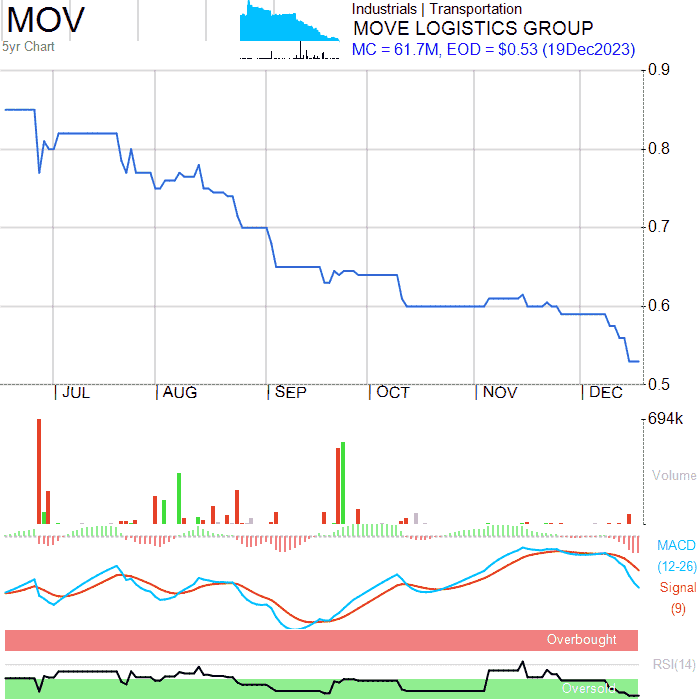 MOV
5yr Chart
Industrials | Transportation
MOVE LOGISTICS GROUP
MC = 61.7M, EOD = $0.53 (19Dec2023)
0.9
0.8
0.7
0.6
0.5
JUL AUG SEP OCT NOV DEC
694k
Volume
MACD
(12-26)
Signal
(9)
Overbought
RSI(14)
Oversold